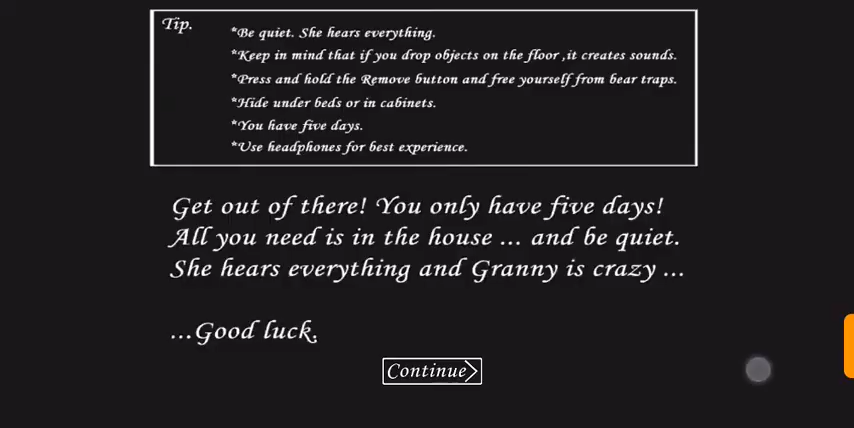 Tip.
*Be quiet. She hears everything.
*Keep in mind that if you drop objects on the floor ,it creates sounds.
*Press and hold the Remove button and free yourself from bear traps.
*Hide under beds or in cabinets.
*You have five days.
*Use headphones for best experience.
Get out of there! You only have five days!
All you need is in the house ... and be quiet.
She hears everything and Granny is crazy ...
...Good luck.
Continue